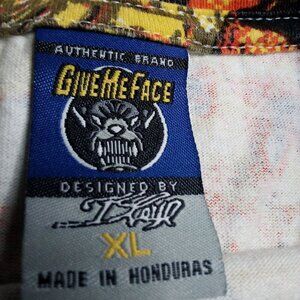 AUTHENTIC BRAND
GIVEMEFACE
DESIGNED BY
XL
MADE IN HONDURAS